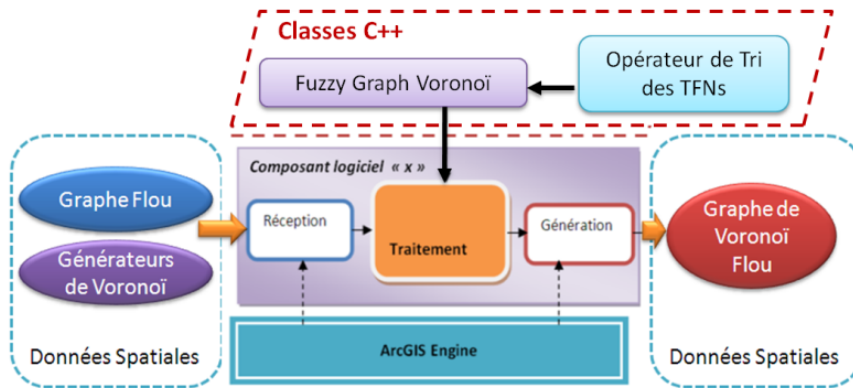 Classes C++
Fuzzy Graph Voronoï
Opérateur de Tri
des TFNs
Composant logiciel « x »
Graphe Flou
Générateurs
de Voronoï
Données Spatiales
Réception
Traitement
Génération
ArcGIS Engine
Graphe de
Voronoï
Flou
Données Spatiales